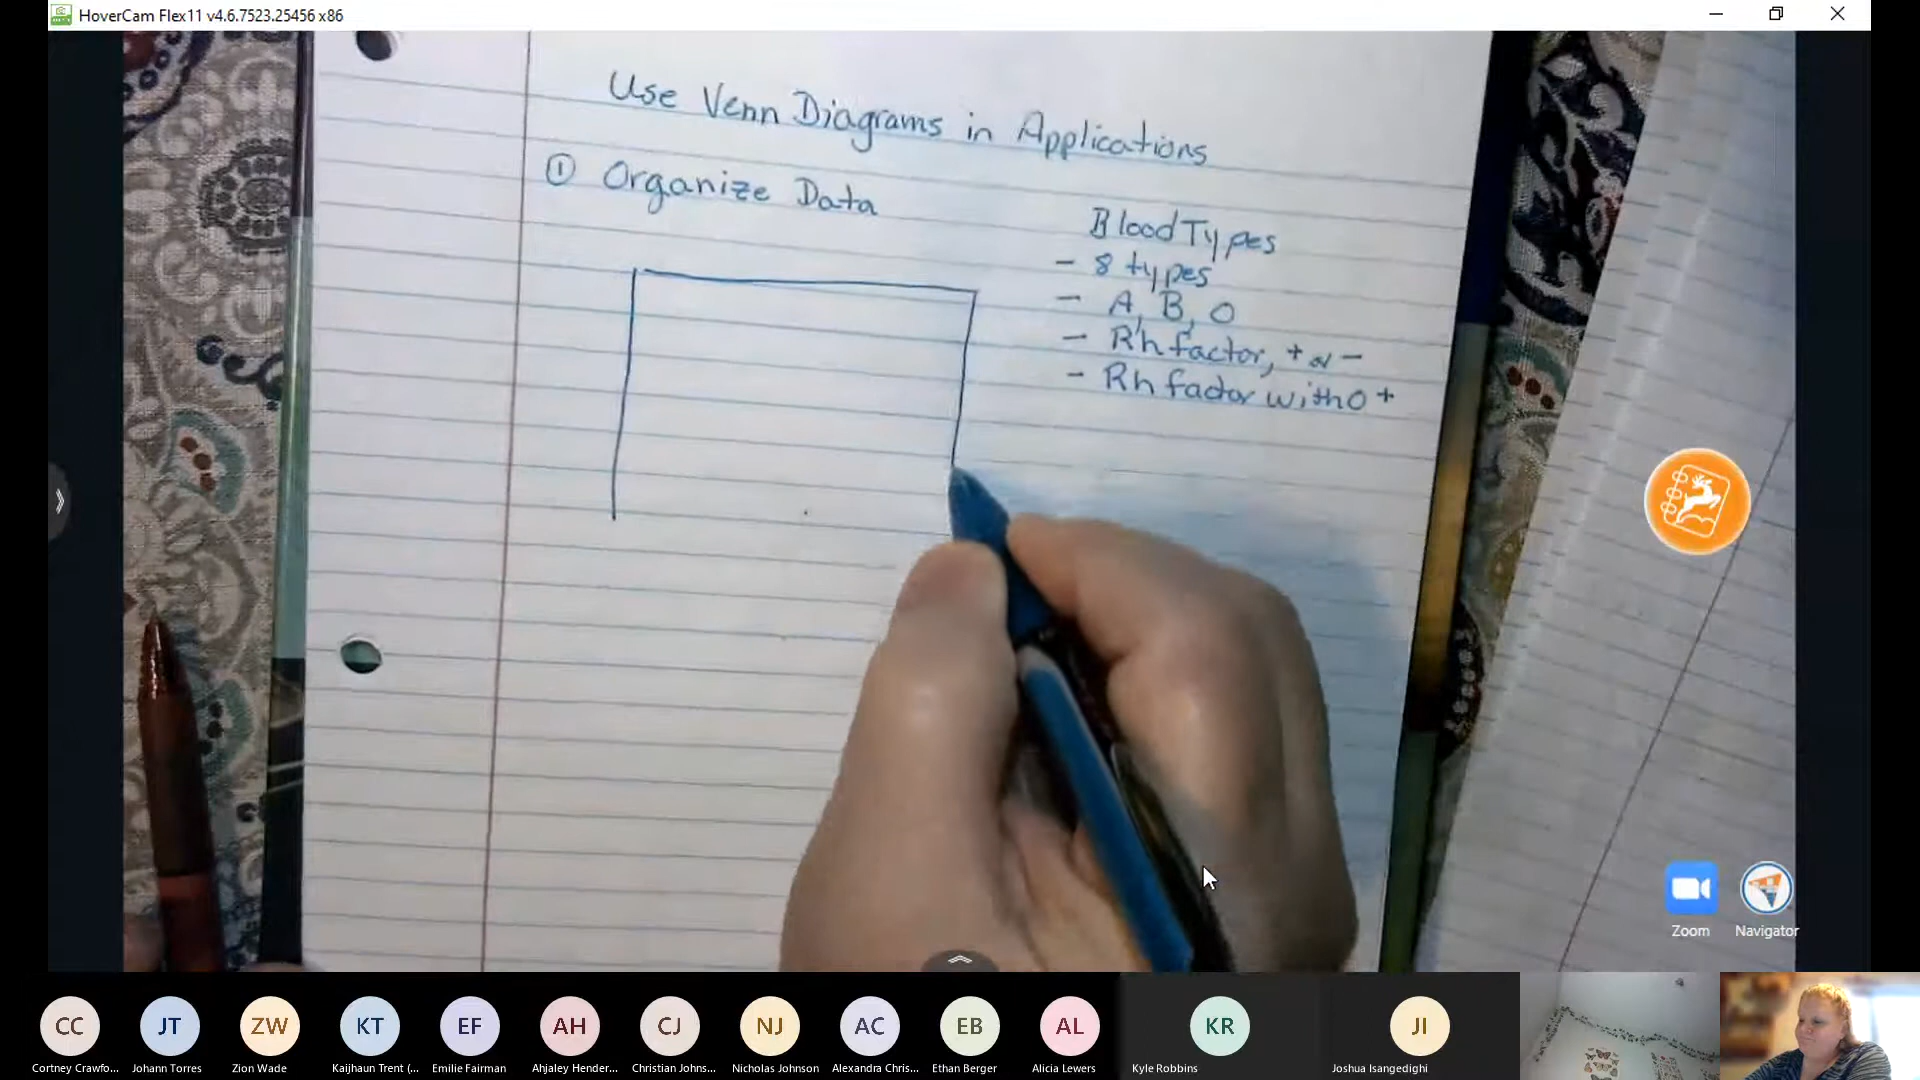 HoverCam Flex11 v4.6.7523.25456 x86
Use Venn Diagrams in Applications
① Organize Data
Blood Types
- 8 types
- A, B, O
- Rh factor, + or -
- Rh factor with O +
Zoom
Navigator
CC
JT
ZW
KT
EF
AH
CJ
NJ
AC
EB
AL
KR
JI
Cortney Crawfo...
Johann Torres
Zion Wade
Kaijhaun Trent (...
Emilie Fairman
Ahjaley Hender...
Christian Johns...
Nicholas Johnson
Alexandra Chris...
Ethan Berger
Alicia Lewers
Kyle Robbins
Joshua Isangedighi